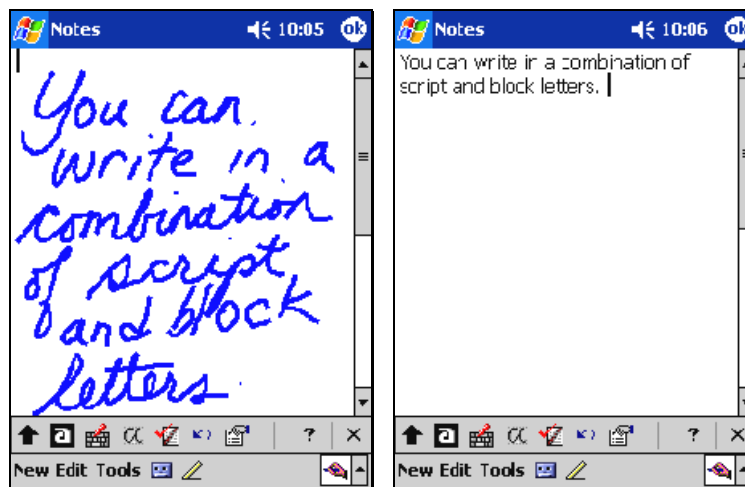 Notes 10:05 ok
You can
write in a
combination
of script
and block
letters.
?
New Edit Tools
Notes 10:06 ok
You can write in a combination of
script and block letters.
?
New Edit Tools